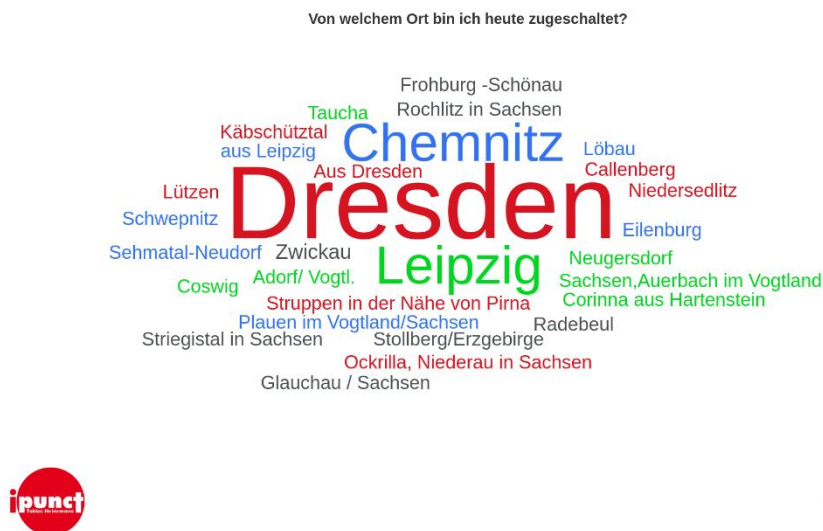 Von welchem Ort bin ich heute zugeschaltet?
Frohburg -Schönau
Taucha
Rochlitz in Sachsen
Käbschütztal
Chemnitz
aus Leipzig
Löbau
Aus Dresden
Callenberg
Lützen
Dresden
Niedersedlitz
Schwepnitz
Eilenburg
Sehmatal-Neudorf
Zwickau
Leipzig
Neugersdorf
Coswig
Adorf/ Vogtl.
Sachsen,Auerbach im Vogtland
Struppen in der Nähe von Pirna
Corinna aus Hartenstein
Plauen im Vogtland/Sachsen
Radebeul
Striegistal in Sachsen
Stollberg/Erzgebirge
Ockrilla, Niederau in Sachsen
Glauchau / Sachsen
ipunct